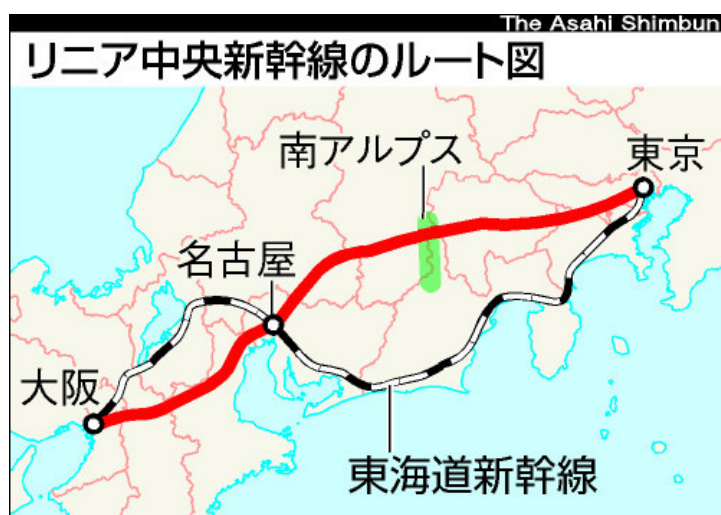 The Asahi Shimbun
リニア中央新幹線のルート図
南アルプス
東京
名古屋
大阪
東海道新幹線